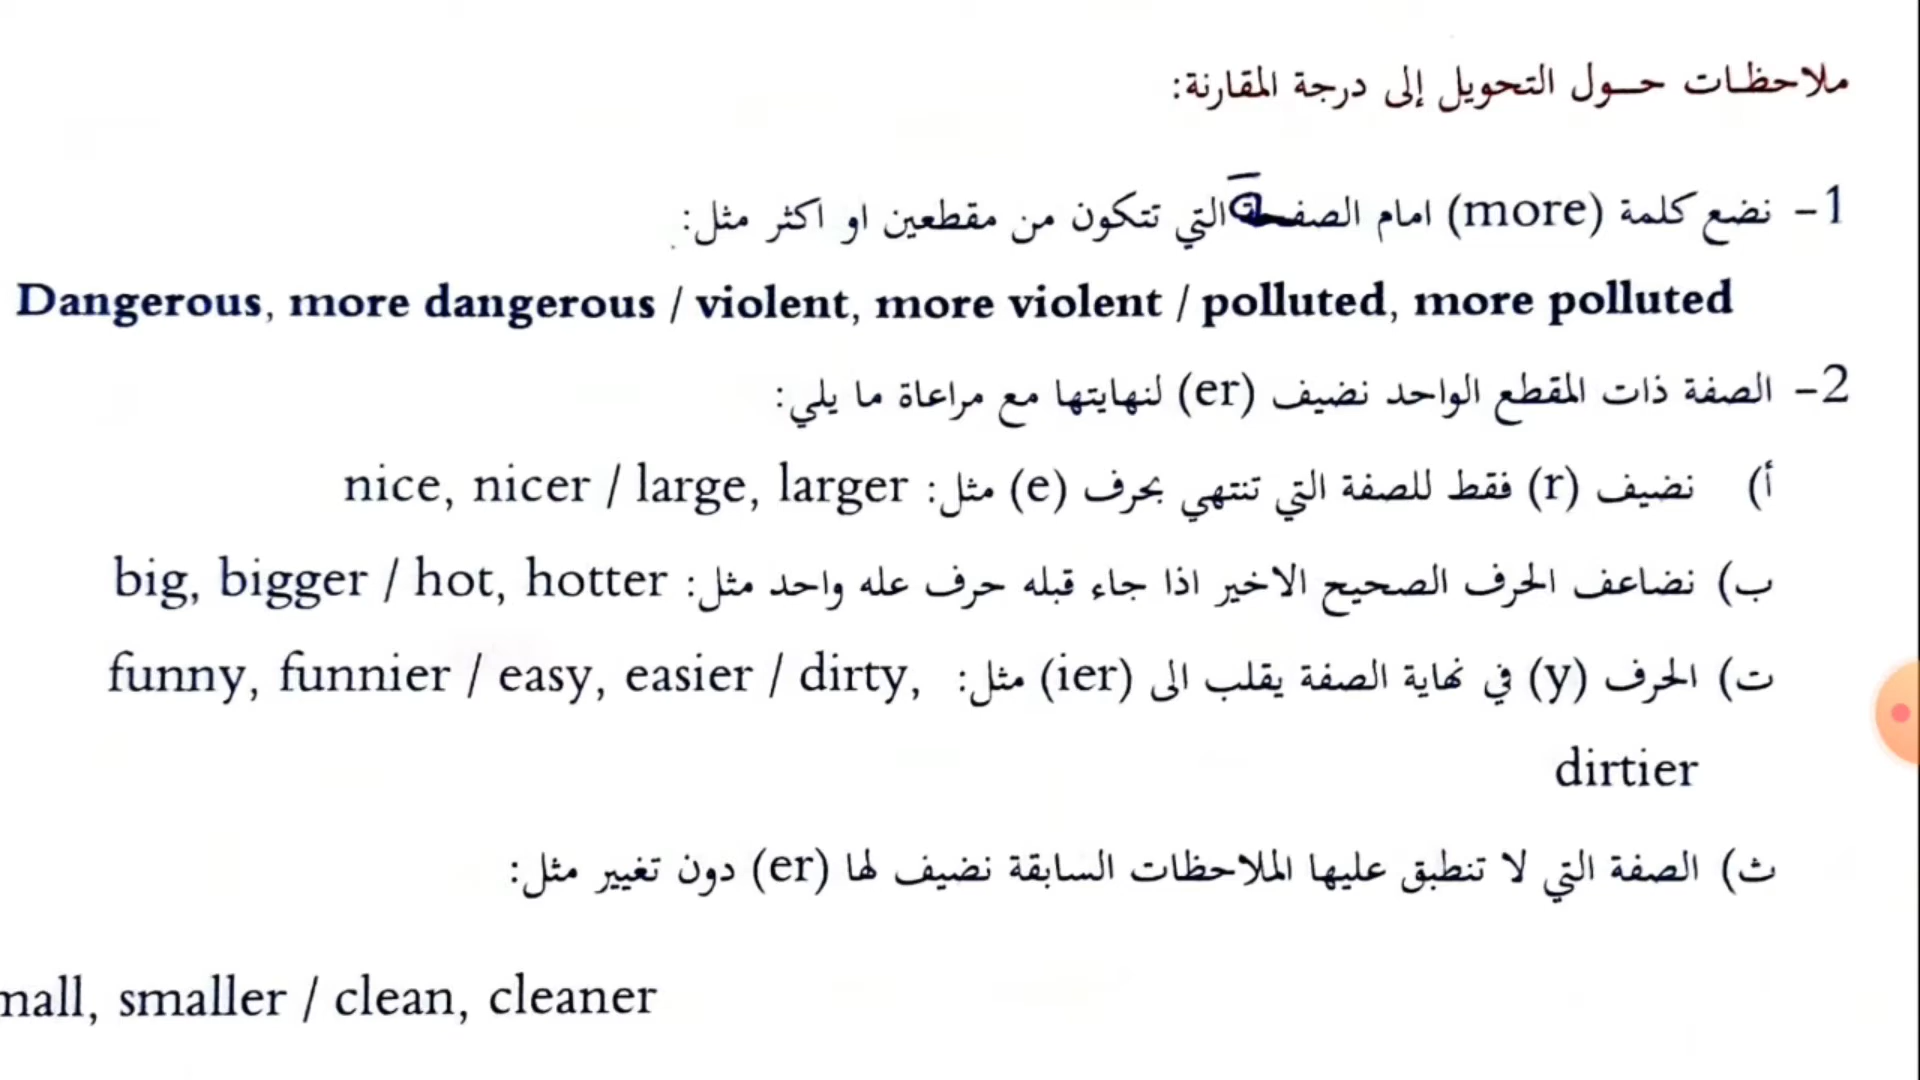 ملاحظات حول التحويل إلى درجة المقارنة:
1- نضع كلمة (more) امام الصفة التي تتكون من مقطعين او اكثر مثل:
Dangerous, more dangerous / violent, more violent / polluted, more polluted
2- الصفة ذات المقطع الواحد نضيف (er) لنهايتها مع مراعاة ما يلي:
أ) نضيف (r) فقط للصفة التي تنتهي بحرف (e) مثل: nice, nicer / large, larger
ب) نضاعف الحرف الصحيح الاخير اذا جاء قبله حرف عله واحد مثل: big, bigger / hot, hotter
ت) الحرف (y) في نهاية الصفة يقلب الى (ier) مثل: funny, funnier / easy, easier / dirty,
dirtier
ث) الصفة التي لا تنطبق عليها الملاحظات السابقة نضيف لها (er) دون تغيير مثل:
mall, smaller / clean, cleaner